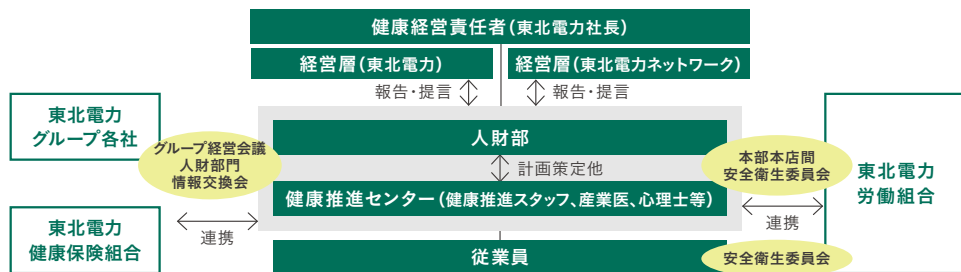 健康経営責任者（東北電力社長）
経営層（東北電力）
経営層（東北電力ネットワーク）
報告・提言
報告・提言
東北電力
グループ各社
グループ経営会議
人財部門
情報交換会
人財部
計画策定他
健康推進センター（健康推進スタッフ、産業医、心理士等）
本部本店間
安全衛生委員会
東北電力
労働組合
東北電力
健康保険組合
連携
連携
従業員
安全衛生委員会